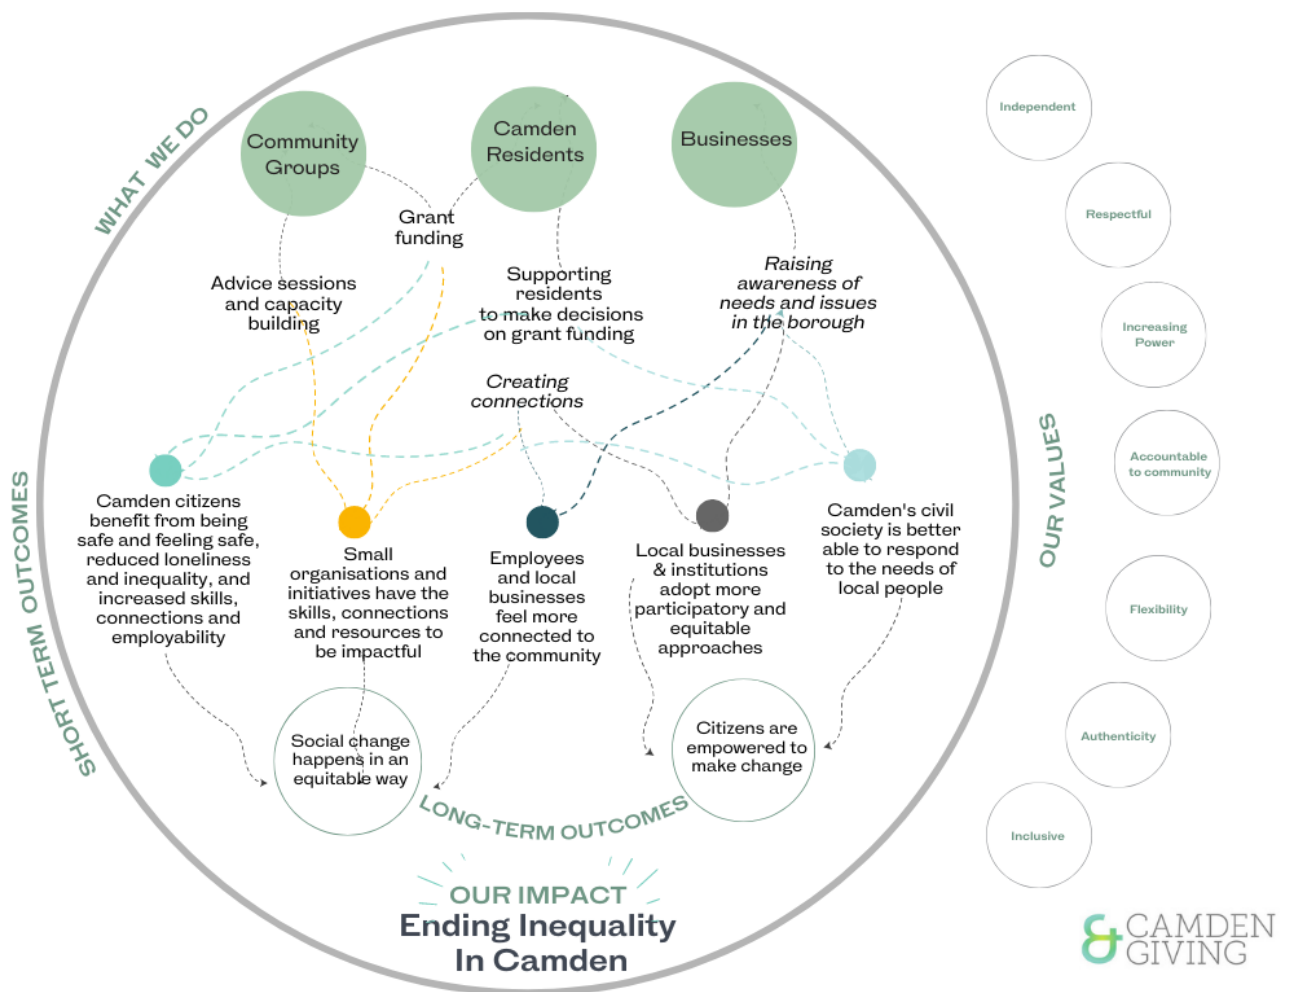 WHAT WE DO
Community
Groups
Camden
Residents
Businesses
Grant
funding
Advice sessions
and capacity
building
Supporting
residents
to make decisions
on grant funding
Raising
awareness of
needs and issues
in the borough
Creating
connections
SHORT TERM OUTCOMES
Camden citizens
benefit from being
safe and feeling safe,
reduced loneliness
and inequality, and
increased skills,
connections and
employability
Small
organisations and
initiatives have the
skills, connections
and resources to
be impactful
Employees
and local
businesses
feel more
connected to
the community
Local businesses
& institutions
adopt more
participatory and
equitable
approaches
Camden's civil
society is better
able to respond
to the needs of
local people
Social change
happens in an
equitable way
Citizens are
empowered to
make change
LONG-TERM OUTCOMES
OUR IMPACT
Ending Inequality
In Camden
OUR VALUES
Independent
Respectful
Increasing
Power
Accountable
to community
Flexibility
Authenticity
Inclusive
& CAMDEN
GIVING